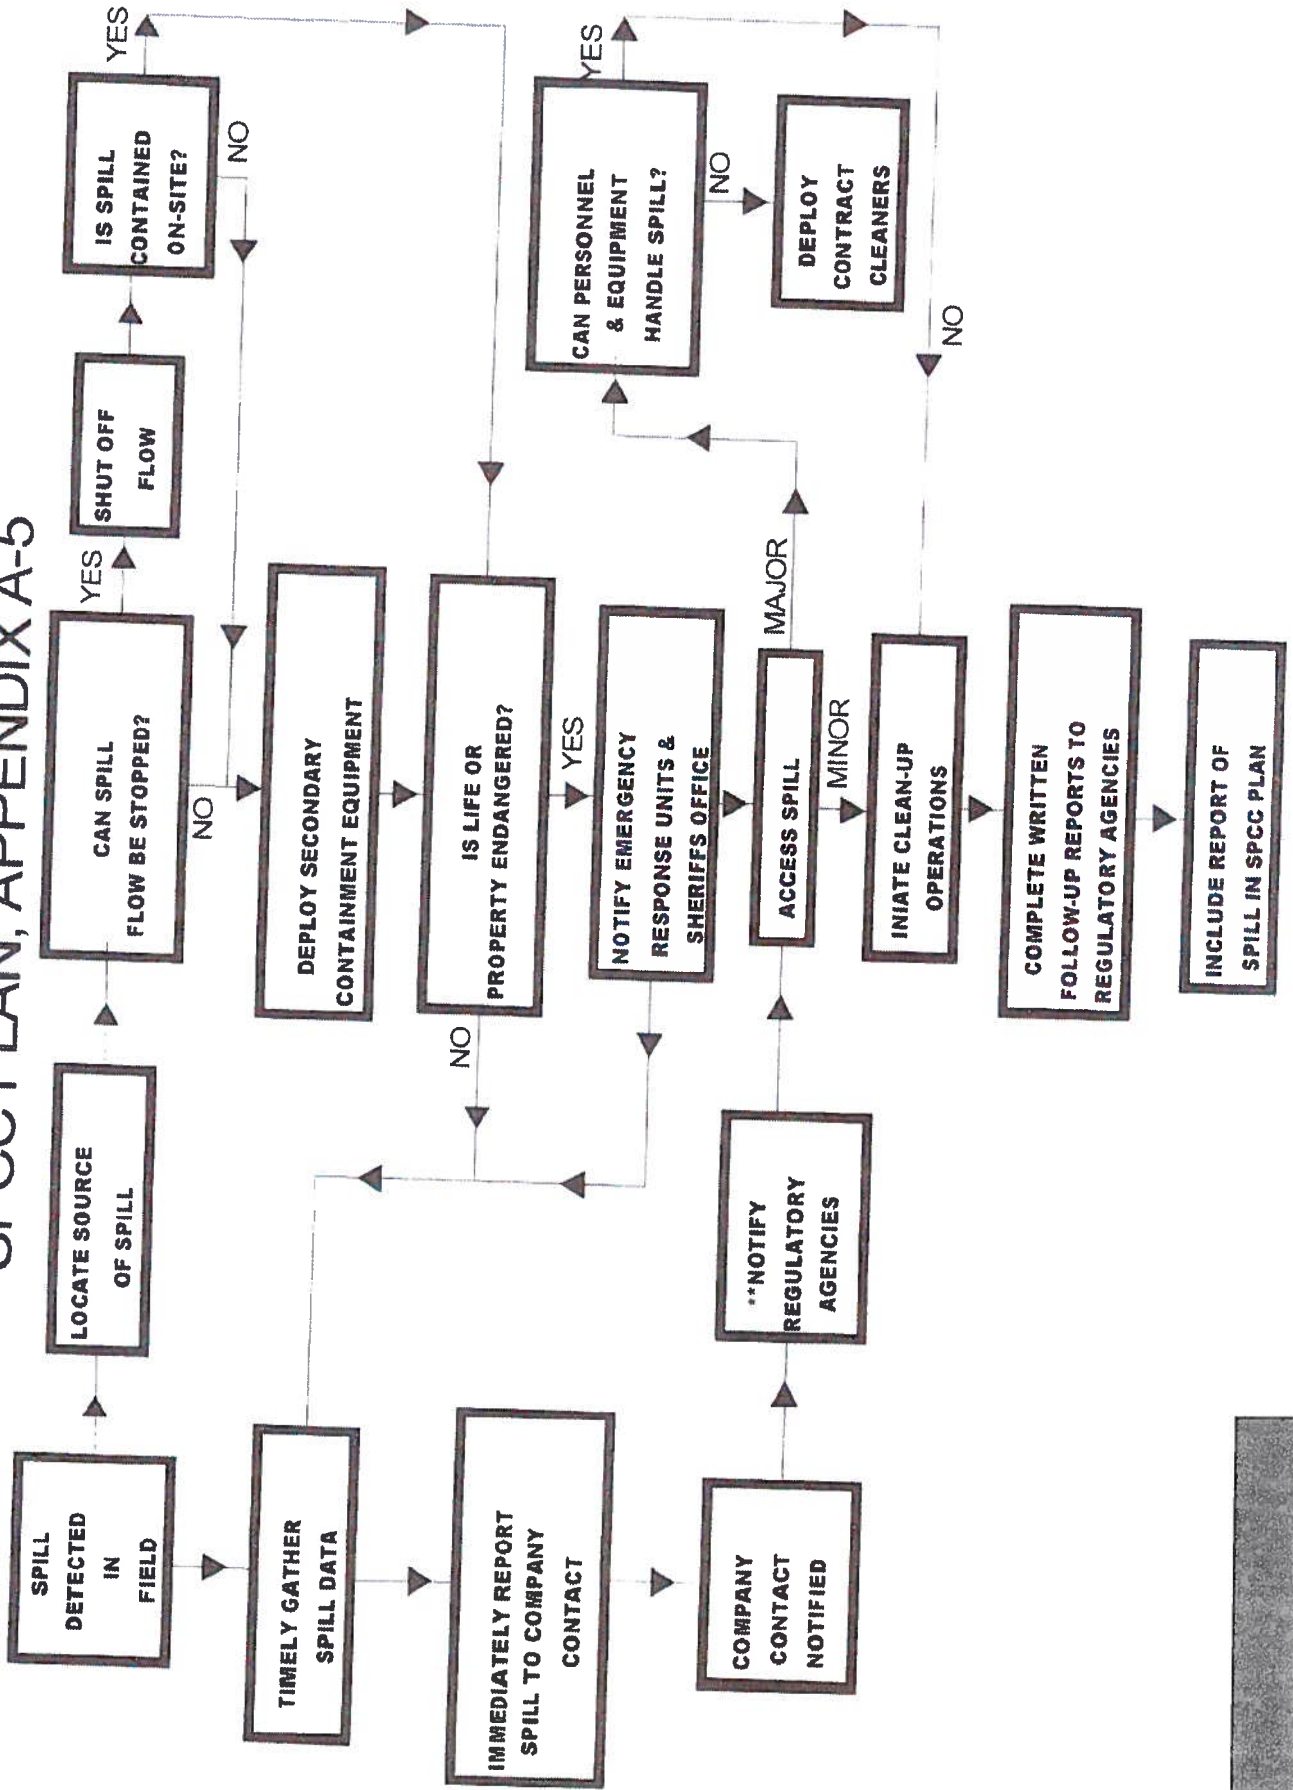 SPCC PLAN, APPENDIX A-5
SPILL
DETECTED
IN
FIELD
LOCATE SOURCE
OF SPILL
CAN SPILL
FLOW BE STOPPED?
YES
SHUT OFF
FLOW
IS SPILL
CONTAINED
ON-SITE?
YES
NO
NO
TIMELY GATHER
SPILL DATA
DEPLOY SECONDARY
CONTAINMENT EQUIPMENT
IMMEDIATELY REPORT
SPILL TO COMPANY
CONTACT
NO
IS LIFE OR
PROPERTY ENDANGERED?
YES
NOTIFY EMERGENCY
RESPONSE UNITS &
SHERIFFS OFFICE
CAN PERSONNEL
& EQUIPMENT
HANDLE SPILL?
YES
NO
COMPANY
CONTACT
NOTIFIED
**NOTIFY
REGULATORY
AGENCIES
ACCESS SPILL
MAJOR
MINOR
DEPLOY
CONTRACT
CLEANERS
INIATE CLEAN-UP
OPERATIONS
NO
COMPLETE WRITTEN
FOLLOW-UP REPORTS TO
REGULATORY AGENCIES
INCLUDE REPORT OF
SPILL IN SPCC PLAN